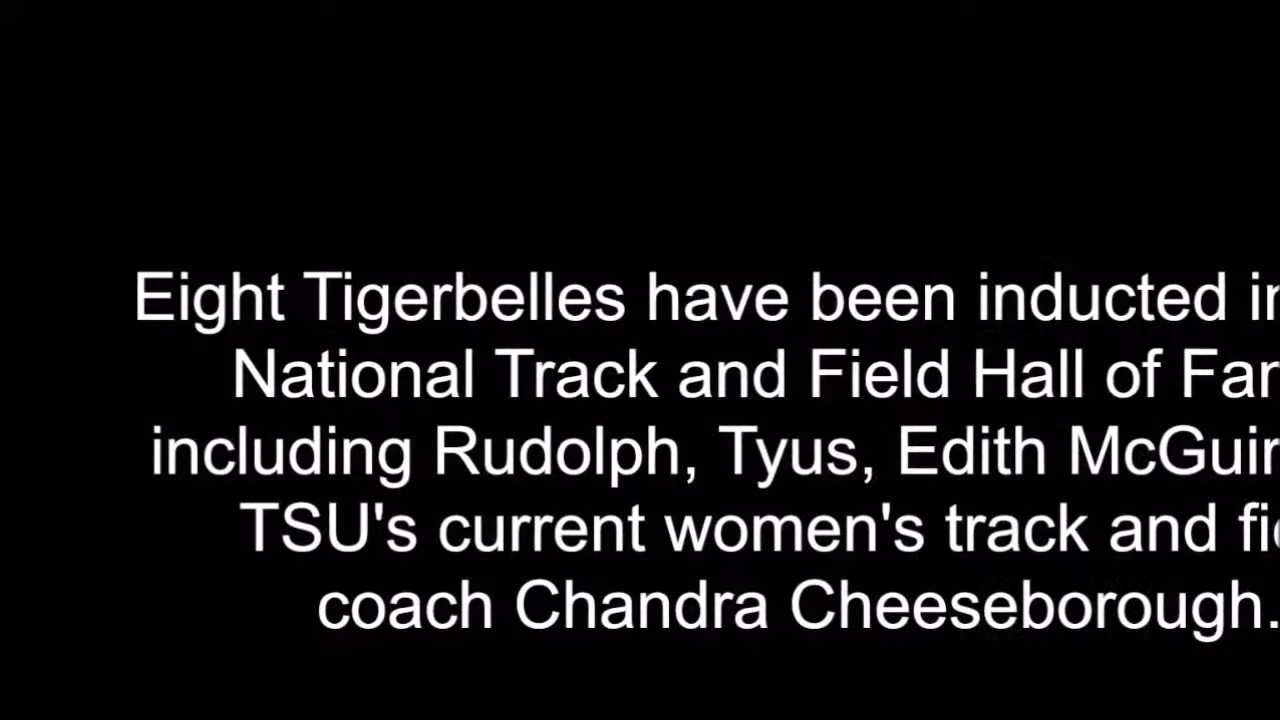 Eight Tigerbelles have been inducted
National Track and Field Hall of
including Rudolph, Tyus, Edith
TSU's current women's track and
coach Chandra Cheeseborough.